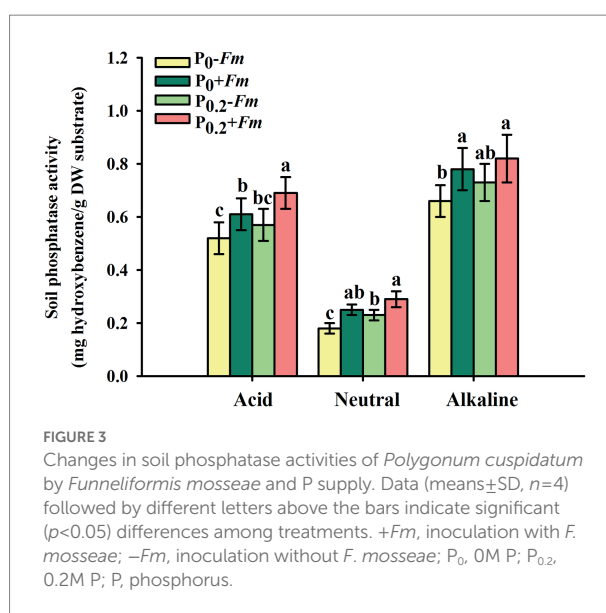 1.2
1.0
0.8
0.6
0.4
0.2
0.0
Soil phosphatase activity
(mg hydroxybenzene/g DW substrate)
P0-Fm
P0+Fm
P0.2-Fm
P0.2+Fm
c
b
bc
a
c
ab
b
a
b
a
ab
a
Acid
Neutral
Alkaline
FIGURE 3
Changes in soil phosphatase activities of Polygonum cuspidatum
by Funneliformis mosseae and P supply. Data (means±SD, n=4)
followed by different letters above the bars indicate significant
(p<0.05) differences among treatments. +Fm, inoculation with F.
mosseae; −Fm, inoculation without F. mosseae; P0, 0M P; P0.2,
0.2M P; P, phosphorus.